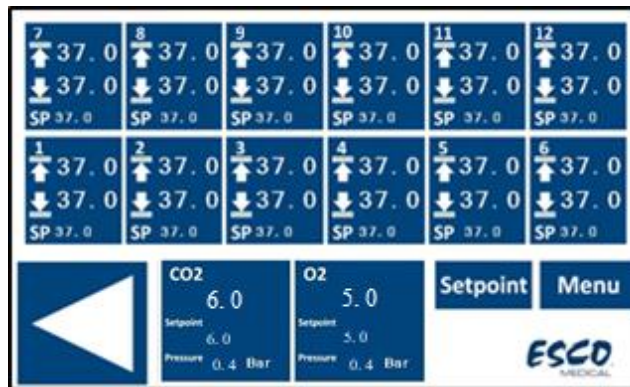 7 8 9 10 11 12
37.0 37.0 37.0 37.0 37.0 37.0
37.0 37.0 37.0 37.0 37.0 37.0
SP 37.0 SP 37.0 SP 37.0 SP 37.0 SP 37.0 SP 37.0
1 2 3 4 5 6
37.0 37.0 37.0 37.0 37.0 37.0
37.0 37.0 37.0 37.0 37.0 37.0
SP 37.0 SP 37.0 SP 37.0 SP 37.0 SP 37.0 SP 37.0
CO2
6.0
Setpoint
6.0
Pressure 0.4 Bar
O2
5.0
Setpoint
5.0
Pressure 0.4 Bar
Setpoint
Menu
ESCO
MEDICAL